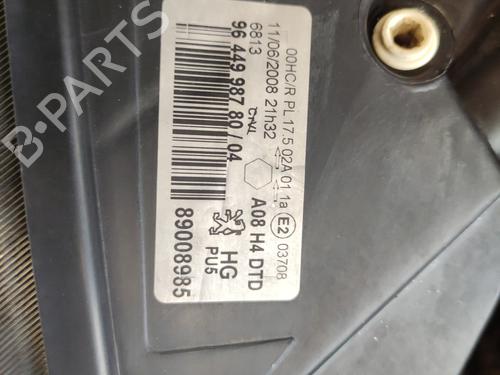 00HC/R PL 17.5 02A 01 1a E2 03708
11/06/2008 21h32
6813
96 449 987 80 / 04
A08 H4 DTD
HG
PU5
89008985
B-Parts